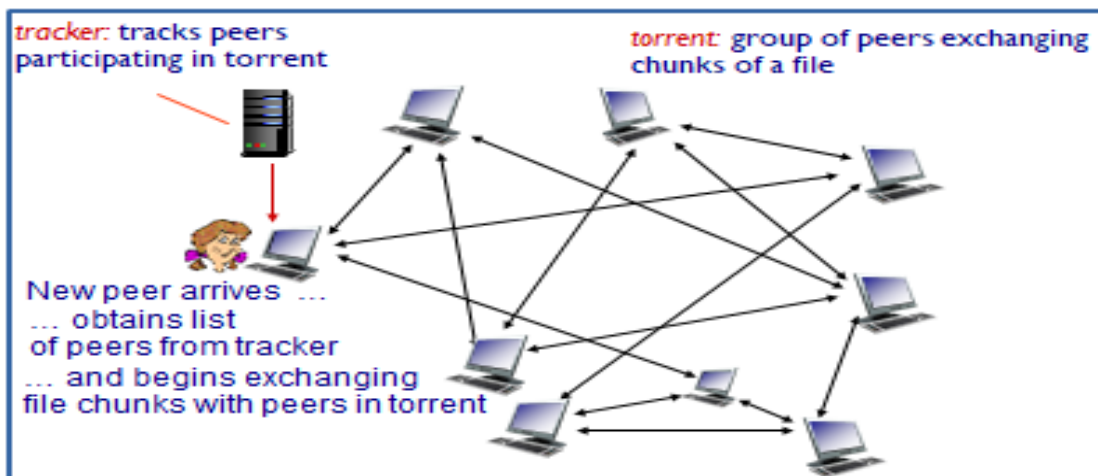 tracker: tracks peers
participating in torrent
torrent: group of peers exchanging
chunks of a file
New peer arrives ...
... obtains list
of peers from tracker
... and begins exchanging
file chunks with peers in torrent